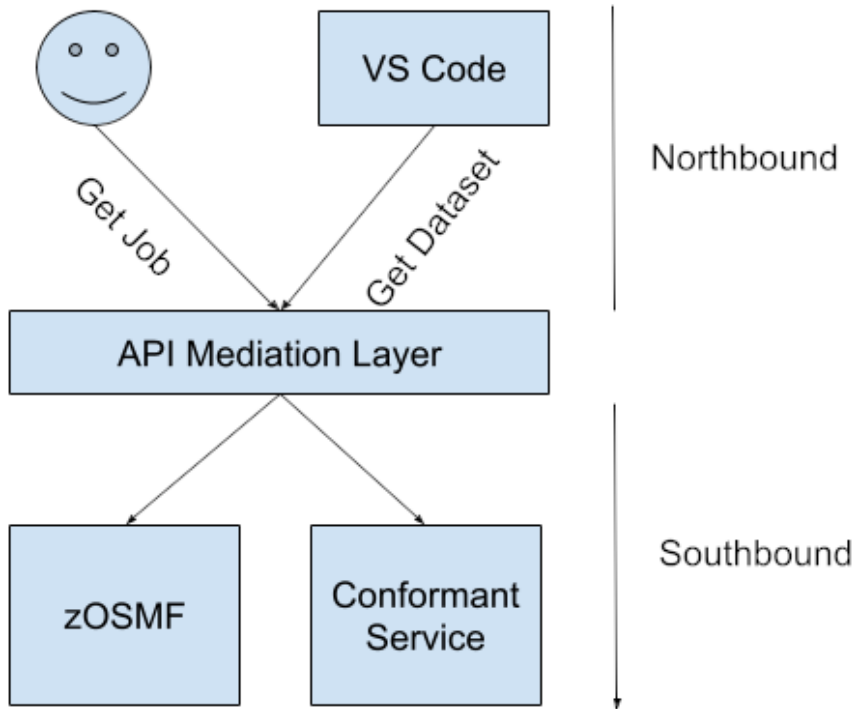 VS Code
Northbound
Get Job
Get Dataset
API Mediation Layer
Southbound
zOSMF
Conformant
Service